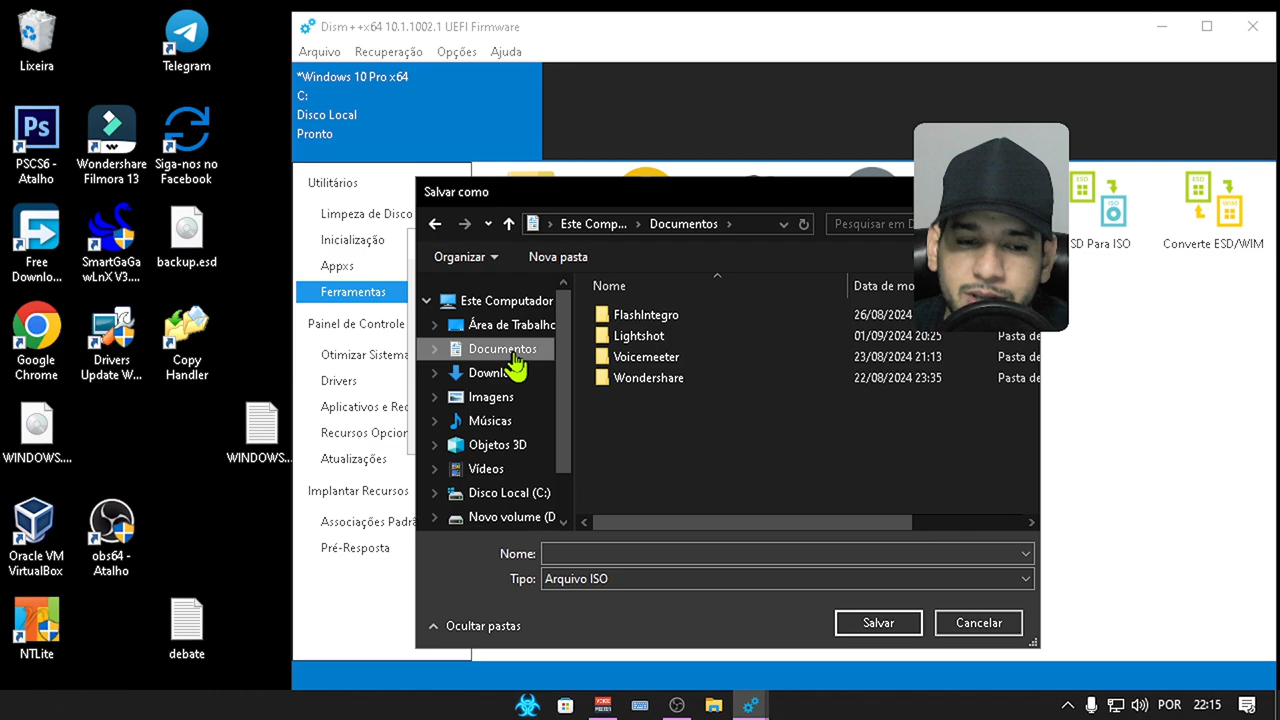 Lixeira
Telegram
PSCS6 -
Atalho
Wondershare
Filmora 13
Siga-nos no
Facebook
Free
Downlo...
SmartGaGa
wLnX V3....
backup.esd
Google
Chrome
Drivers
Update W...
Copy
Handler
WINDOWS....
WINDOWS...
Oracle VM
VirtualBox
obs64 -
Atalho
NTLite
debate
Dism++x64 10.1.1002.1 UEFI Firmware
Arquivo Recuperação Opções Ajuda
*Windows 10 Pro x64
C:
Disco Local
Pronto
Utilitários
Limpeza de Disco
Inicialização
Appxs
Ferramentas
Painel de Controle
Otimizar Sistema
Drivers
Aplicativos e Rec
Recursos Opcion
Atualizações
Implantar Recursos
Associações Padrã
Pré-Resposta
SD Para ISO
Converte ESD/WIM
Salvar como
Este Comp... Documentos
Pesquisar em D
Organizar Nova pasta
Este Computador
Área de Trabalho
Documentos
Downlo
Imagens
Músicas
Objetos 3D
Vídeos
Disco Local (C:)
Novo volume (D
Nome Data de mo
FlashIntegro 26/08/2024
Lightshot 01/09/2024 20:25 Pasta de
Voicemeeter 23/08/2024 21:13 Pasta de
Wondershare 22/08/2024 23:35 Pasta de
Nome:
Tipo: Arquivo ISO
Ocultar pastas
Salvar Cancelar
POR 22:15